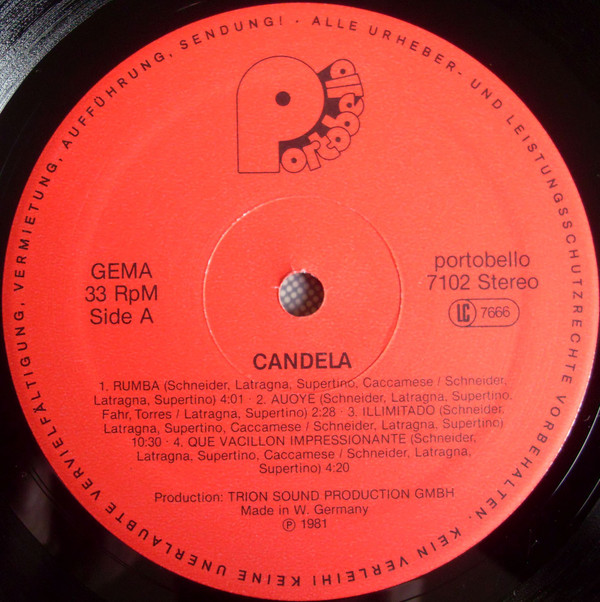 ALLE URHEBER- UND LEISTUNGSSCHUTZRECHTE VORBEHALTEN. KEIN VERLEIH! KEINE UNERLAUBTE VERVIELFÄLTIGUNG, VERMIETUNG, AUFFÜHRUNG, SENDUNG! ·
Portobello
GEMA
33 RpM
Side A
portobello
7102 Stereo
LC 7666
CANDELA
1. RUMBA (Schneider, Latragna, Supertino, Caccamese / Schneider,
Latragna, Supertino) 4:01 · 2. AUOYE (Schneider, Latragna, Supertino,
Fahr, Torres / Latragna, Supertino) 2:28 · 3. ILLIMITADO (Schneider,
Latragna, Supertino, Caccamese / Schneider, Latragna, Supertino)
10:30 · 4. QUE VACILLON IMPRESSIONANTE (Schneider,
Latragna, Supertino, Caccamese / Schneider, Latragna,
Supertino) 4:20
Production: TRION SOUND PRODUCTION GMBH
Made in W. Germany
Ⓟ 1981